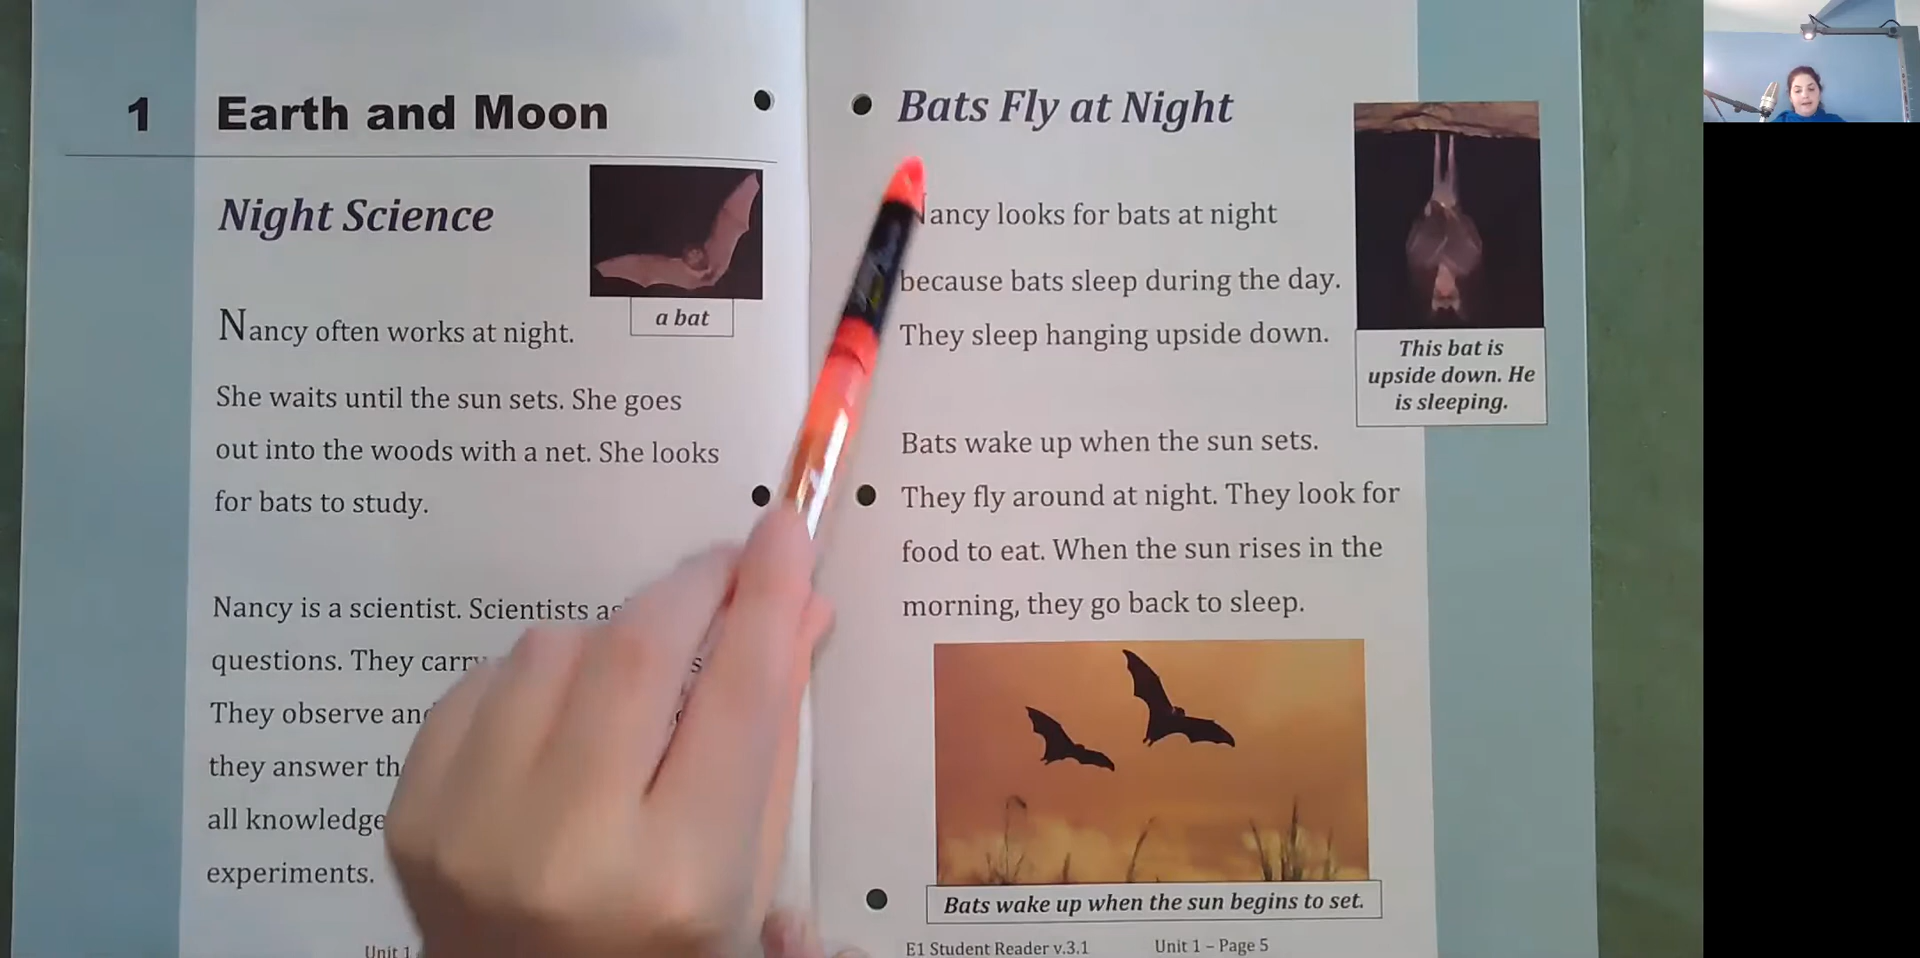 1 Earth and Moon
Night Science
a bat
Nancy often works at night.
She waits until the sun sets. She goes
out into the woods with a net. She looks
for bats to study.
Nancy is a scientist. Scientists
questions. They carry
They observe
they answer
all knowledge
experiments.
Unit 1
Bats Fly at Night
Nancy looks for bats at night
because bats sleep during the day.
They sleep hanging upside down.
This bat is
upside down. He
is sleeping.
Bats wake up when the sun sets.
They fly around at night. They look for
food to eat. When the sun rises in the
morning, they go back to sleep.
Bats wake up when the sun begins to set.
E1 Student Reader v.3.1 Unit 1 – Page 5